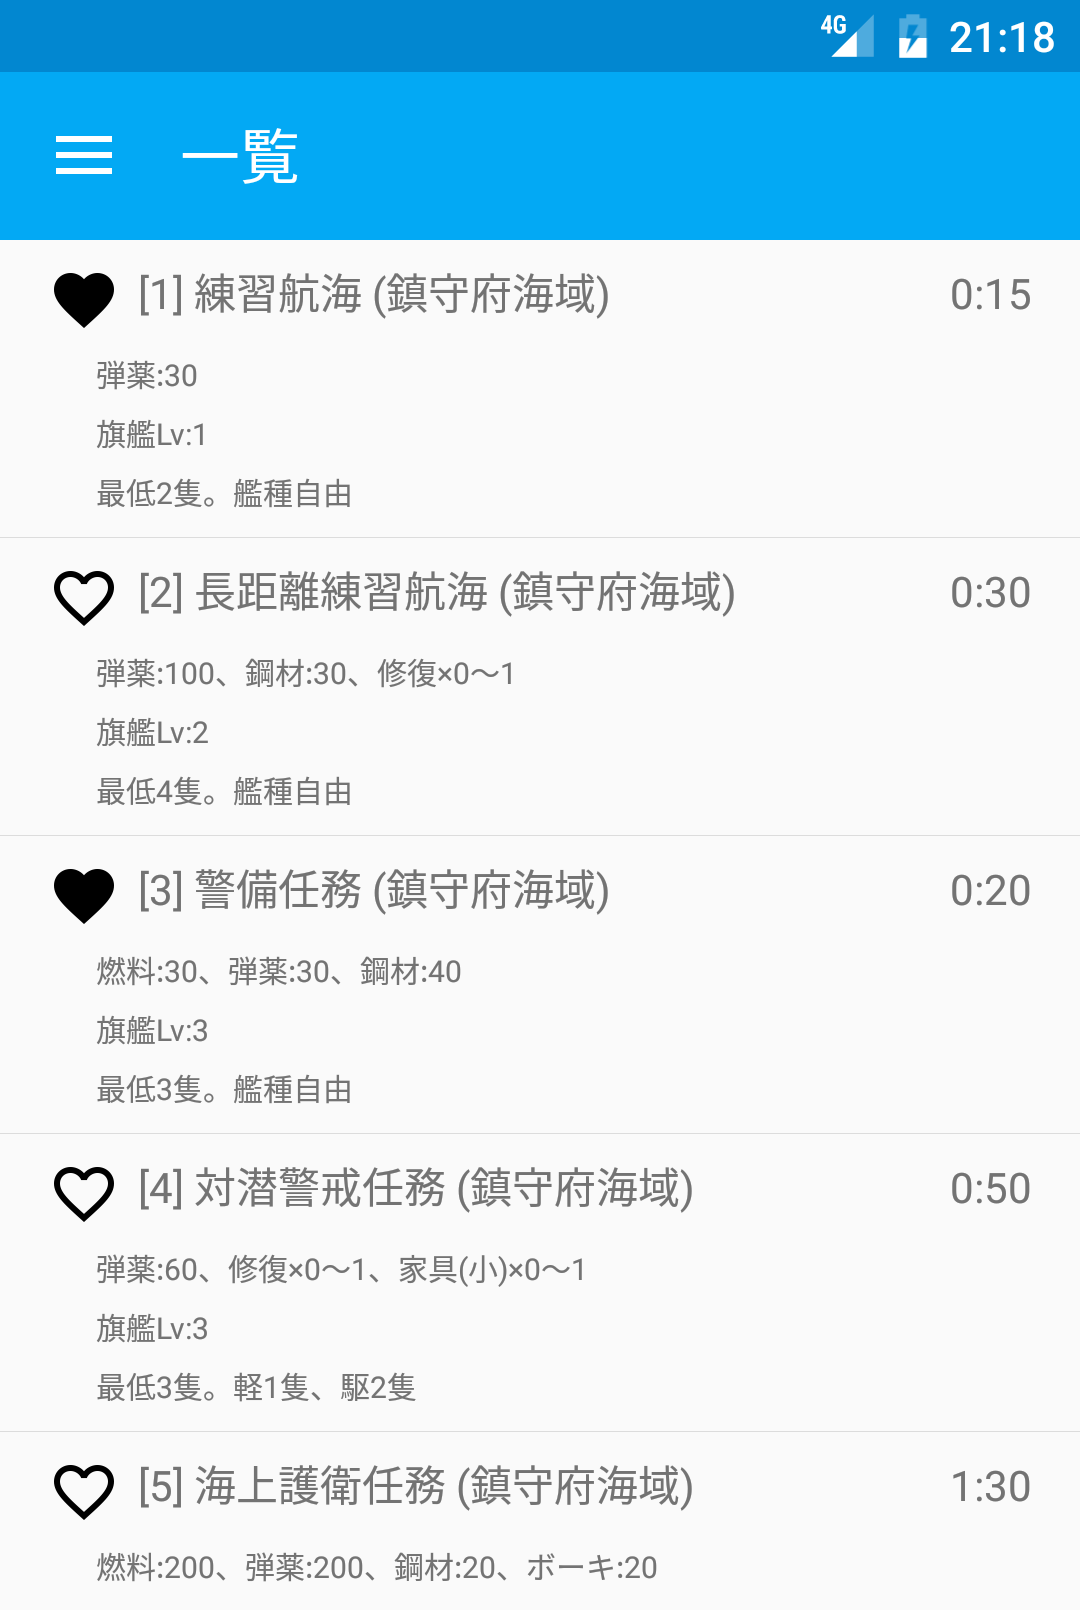 4G 21:18
一覧
[1] 練習航海 (鎮守府海域) 0:15
弾薬:30
旗艦Lv:1
最低2隻。艦種自由
[2] 長距離練習航海 (鎮守府海域) 0:30
弾薬:100、鋼材:30、修復×0〜1
旗艦Lv:2
最低4隻。艦種自由
[3] 警備任務 (鎮守府海域) 0:20
燃料:30、弾薬:30、鋼材:40
旗艦Lv:3
最低3隻。艦種自由
[4] 対潜警戒任務 (鎮守府海域) 0:50
弾薬:60、修復×0〜1、家具(小)×0〜1
旗艦Lv:3
最低3隻。軽1隻、駆2隻
[5] 海上護衛任務 (鎮守府海域) 1:30
燃料:200、弾薬:200、鋼材:20、ボーキ:20